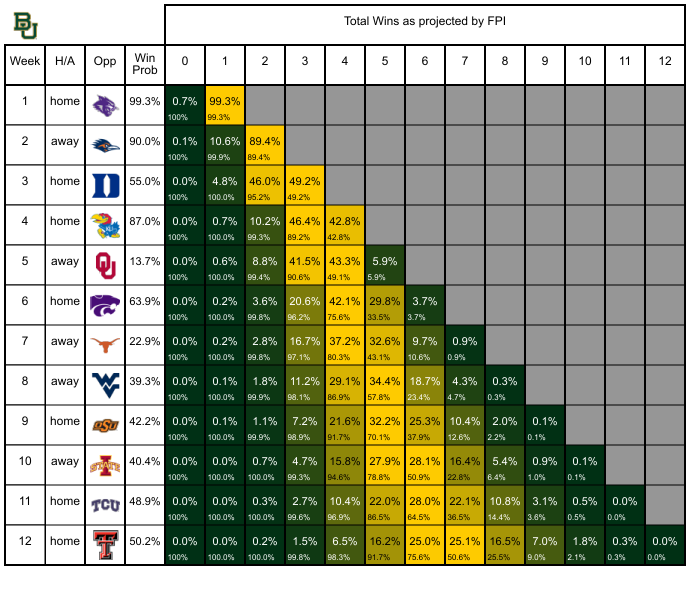 BU
Total Wins as projected by FPI
Week H/A Opp Win Prob 0 1 2 3 4 5 6 7 8 9 10 11 12
1 home 99.3% 0.7% 99.3%
100% 99.3%
2 away 90.0% 0.1% 10.6% 89.4%
100% 99.9% 89.4%
3 home D 55.0% 0.0% 4.8% 46.0% 49.2%
100% 100.0% 95.2% 49.2%
4 home KU 87.0% 0.0% 0.7% 10.2% 46.4% 42.8%
100% 100.0% 99.3% 89.2% 42.8%
5 away OU 13.7% 0.0% 0.6% 8.8% 41.5% 43.3% 5.9%
100% 100.0% 99.4% 90.6% 49.1% 5.9%
6 home 63.9% 0.0% 0.2% 3.6% 20.6% 42.1% 29.8% 3.7%
100% 100.0% 99.8% 96.2% 75.6% 33.5% 3.7%
7 away 22.9% 0.0% 0.2% 2.8% 16.7% 37.2% 32.6% 9.7% 0.9%
100% 100.0% 99.8% 97.1% 80.3% 43.1% 10.6% 0.9%
8 away WV 39.3% 0.0% 0.1% 1.8% 11.2% 29.1% 34.4% 18.7% 4.3% 0.3%
100% 100.0% 99.9% 98.1% 86.9% 57.8% 23.4% 4.7% 0.3%
9 home OSU 42.2% 0.0% 0.1% 1.1% 7.2% 21.6% 32.2% 25.3% 10.4% 2.0% 0.1%
100% 100.0% 99.9% 98.9% 91.7% 70.1% 37.9% 12.6% 2.2% 0.1%
10 away I STATE 40.4% 0.0% 0.0% 0.7% 4.7% 15.8% 27.9% 28.1% 16.4% 5.4% 0.9% 0.1%
100% 100.0% 100.0% 99.3% 94.6% 78.8% 50.9% 22.8% 6.4% 1.0% 0.1%
11 home TCU 48.9% 0.0% 0.0% 0.3% 2.7% 10.4% 22.0% 28.0% 22.1% 10.8% 3.1% 0.5% 0.0%
100% 100.0% 100.0% 99.6% 96.9% 86.5% 64.5% 36.5% 14.4% 3.6% 0.5% 0.0%
12 home T 50.2% 0.0% 0.0% 0.2% 1.5% 6.5% 16.2% 25.0% 25.1% 16.5% 7.0% 1.8% 0.3% 0.0%
100% 100.0% 100.0% 99.8% 98.3% 91.7% 75.6% 50.6% 25.5% 9.0% 2.1% 0.3% 0.0%